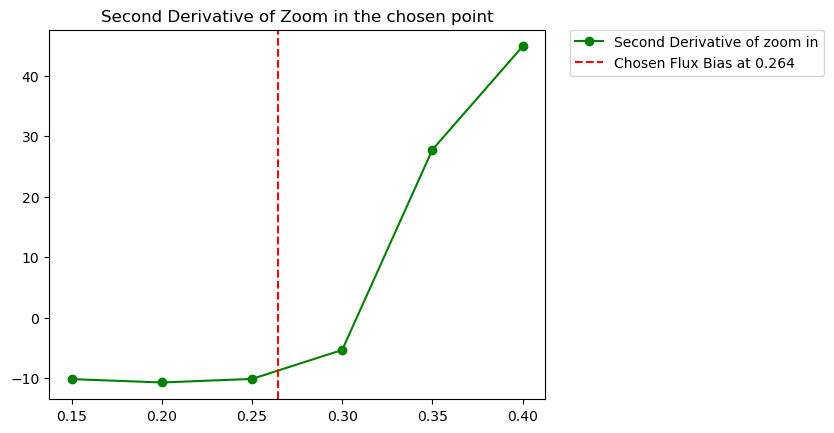 Second Derivative of Zoom in the chosen point
Second Derivative of zoom in
Chosen Flux Bias at 0.264
40
30
20
10
0
−10
0.15 0.20 0.25 0.30 0.35 0.40